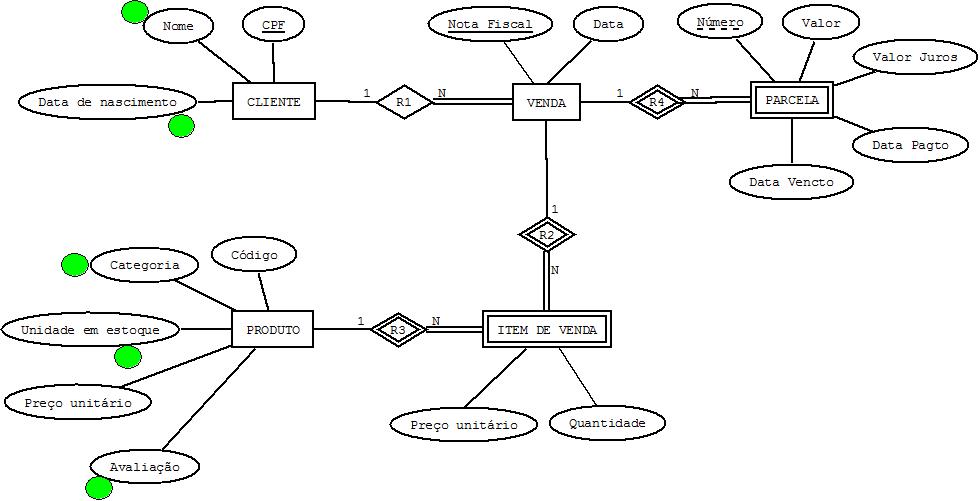 Nome
CPF
Nota Fiscal
Data
Número
Valor
Valor Juros
Data de nascimento
CLIENTE
1
R1
N
VENDA
1
R4
N
PARCELA
Data Pagto
Data Vencto
1
R2
N
Categoria
Código
Unidade em estoque
PRODUTO
1
R3
N
ITEM DE VENDA
Preço unitário
Preço unitário
Quantidade
Avaliação